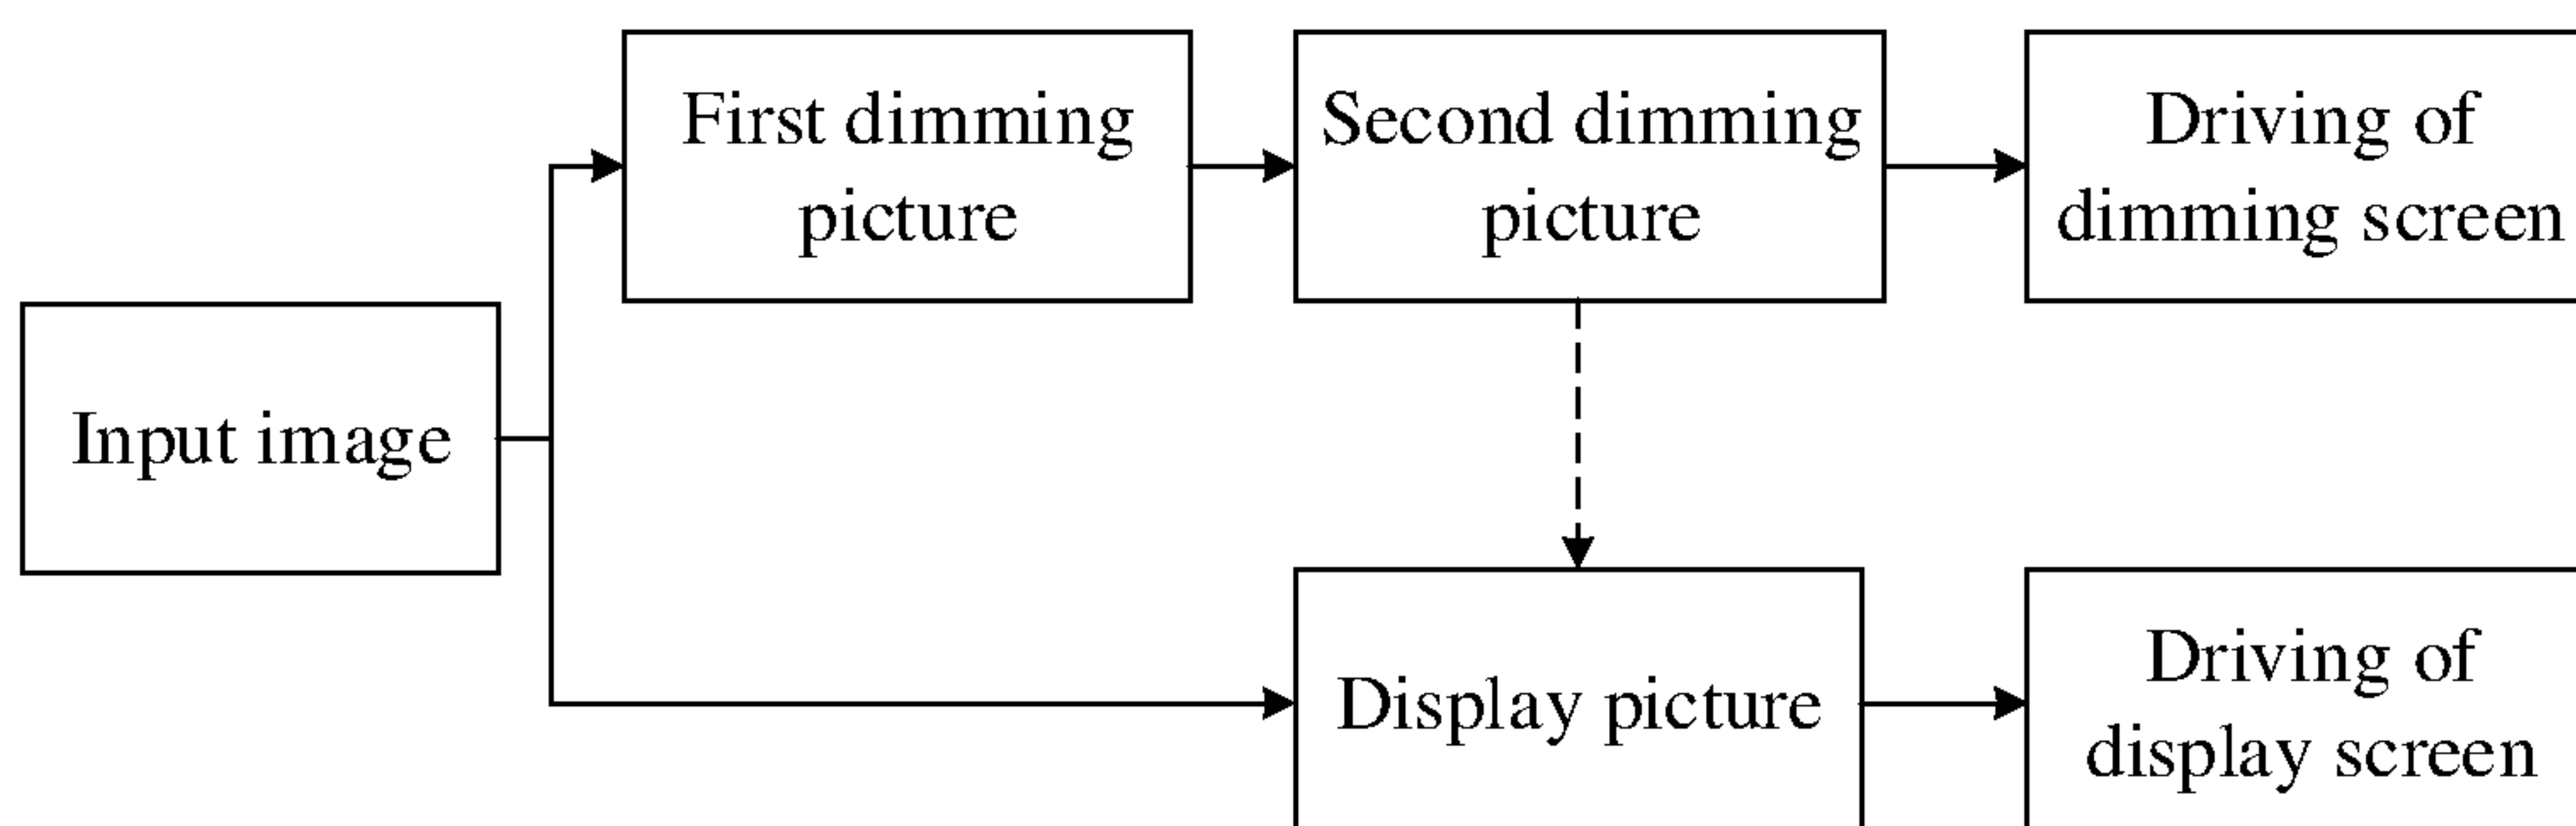 First dimming
picture
Second dimming
picture
Driving of
dimming screen
Input image
Display picture
Driving of
display screen